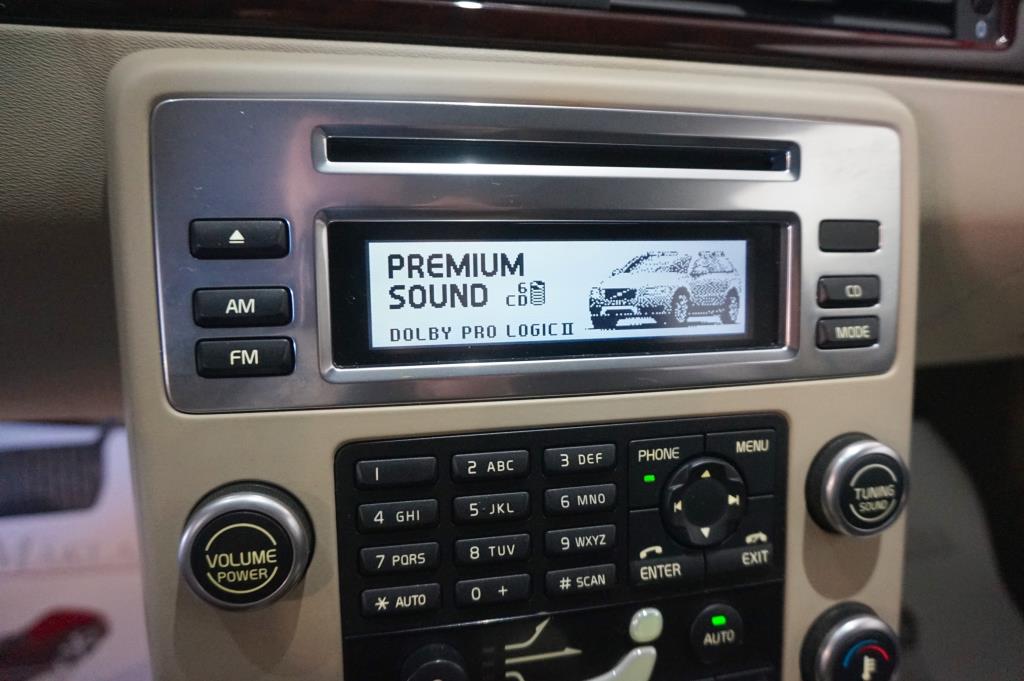 PREMIUM
SOUND 6 CD
DOLBY PRO LOGIC II
AM
FM
CD
MODE
1
2 ABC
3 DEF
4 GHI
5 JKL
6 MNO
7 PQRS
8 TUV
9 WXYZ
* AUTO
0 +
# SCAN
PHONE
MENU
ENTER
EXIT
VOLUME
POWER
TUNING
SOUND
AUTO